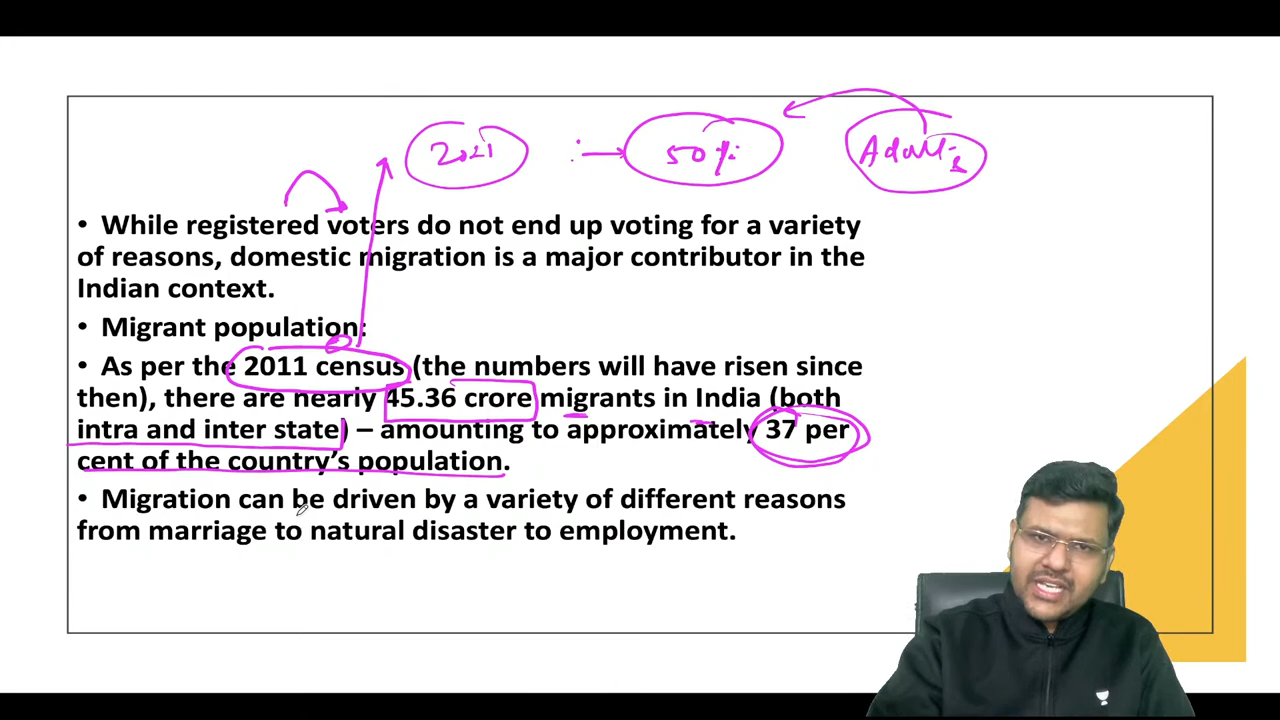 2021 50% Adults
• While registered voters do not end up voting for a variety
of reasons, domestic migration is a major contributor in the
Indian context.
• Migrant population:
• As per the 2011 census (the numbers will have risen since
then), there are nearly 45.36 crore migrants in India (both
intra and inter state) – amounting to approximately 37 per
cent of the country's population.
• Migration can be driven by a variety of different reasons
from marriage to natural disaster to employment.